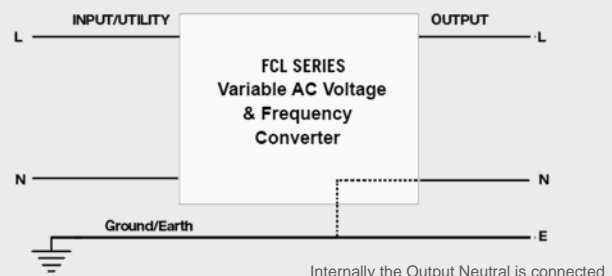 INPUT/UTILITY
OUTPUT
L
L
FCL SERIES
Variable AC Voltage
& Frequency
Converter
N
N
Ground/Earth
E
Internally the Output Neutral is connected